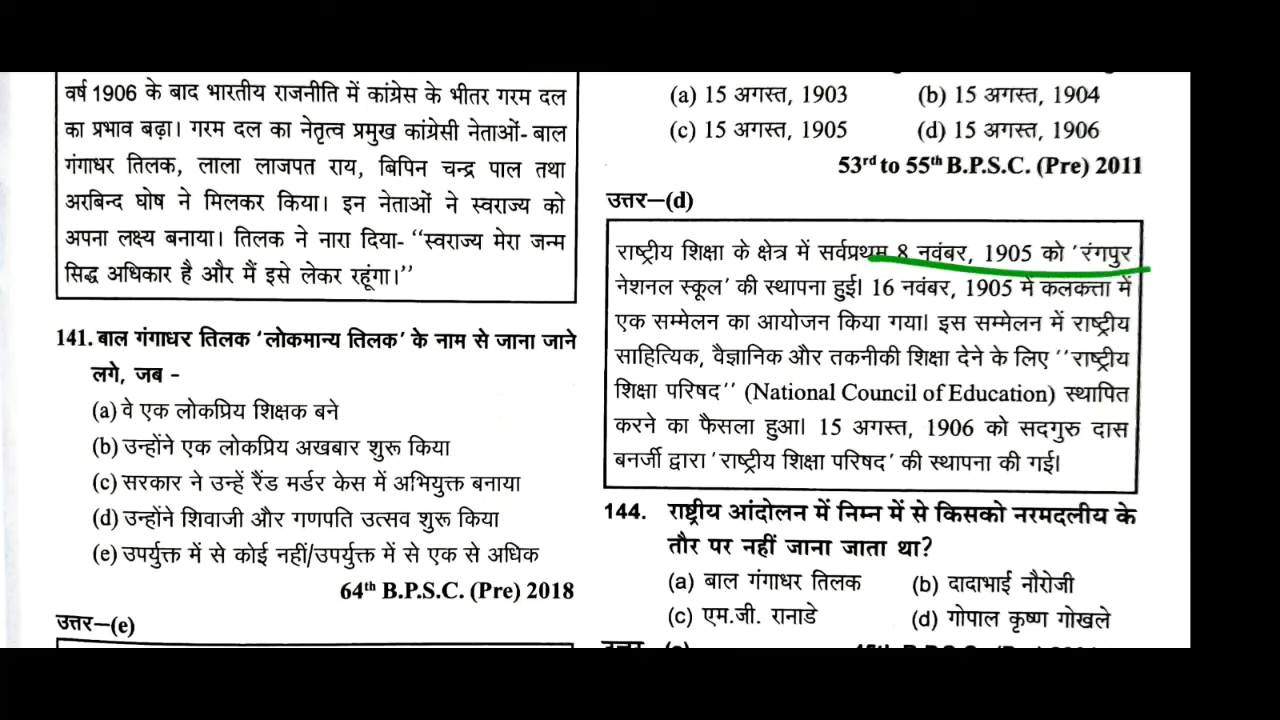 वर्ष 1906 के बाद भारतीय राजनीति में कांग्रेस के भीतर गरम दल
का प्रभाव बढ़ा। गरम दल का नेतृत्व प्रमुख कांग्रेसी नेताओं- बाल
गंगाधर तिलक, लाला लाजपत राय, बिपिन चन्द्र पाल तथा
अरबिन्द घोष ने मिलकर किया। इन नेताओं ने स्वराज्य को
अपना लक्ष्य बनाया। तिलक ने नारा दिया- ‘‘स्वराज्य मेरा जन्म
सिद्ध अधिकार है और मैं इसे लेकर रहूंगा।’’
141. बाल गंगाधर तिलक ‘लोकमान्य तिलक’ के नाम से जाना जाने
लगे, जब -
(a) वे एक लोकप्रिय शिक्षक बने
(b) उन्होंने एक लोकप्रिय अखबार शुरू किया
(c) सरकार ने उन्हें रैंड मर्डर केस में अभियुक्त बनाया
(d) उन्होंने शिवाजी और गणपति उत्सव शुरू किया
(e) उपर्युक्त में से कोई नहीं/उपर्युक्त में से एक से अधिक
64th B.P.S.C. (Pre) 2018
उत्तर–(e)
(a) 15 अगस्त, 1903 (b) 15 अगस्त, 1904
(c) 15 अगस्त, 1905 (d) 15 अगस्त, 1906
53rd to 55th B.P.S.C. (Pre) 2011
उत्तर–(d)
राष्ट्रीय शिक्षा के क्षेत्र में सर्वप्रथम 8 नवंबर, 1905 को ‘रंगपुर
नेशनल स्कूल’ की स्थापना हुई। 16 नवंबर, 1905 में कलकत्ता में
एक सम्मेलन का आयोजन किया गया। इस सम्मेलन में राष्ट्रीय
साहित्यिक, वैज्ञानिक और तकनीकी शिक्षा देने के लिए ‘‘राष्ट्रीय
शिक्षा परिषद’’ (National Council of Education) स्थापित
करने का फैसला हुआ। 15 अगस्त, 1906 को सदगुरु दास
बनर्जी द्वारा ‘राष्ट्रीय शिक्षा परिषद’ की स्थापना की गई।
144. राष्ट्रीय आंदोलन में निम्न में से किसको नरमदलीय के
तौर पर नहीं जाना जाता था?
(a) बाल गंगाधर तिलक (b) दादाभाई नौरोजी
(c) एम.जी. रानाडे (d) गोपाल कृष्ण गोखले